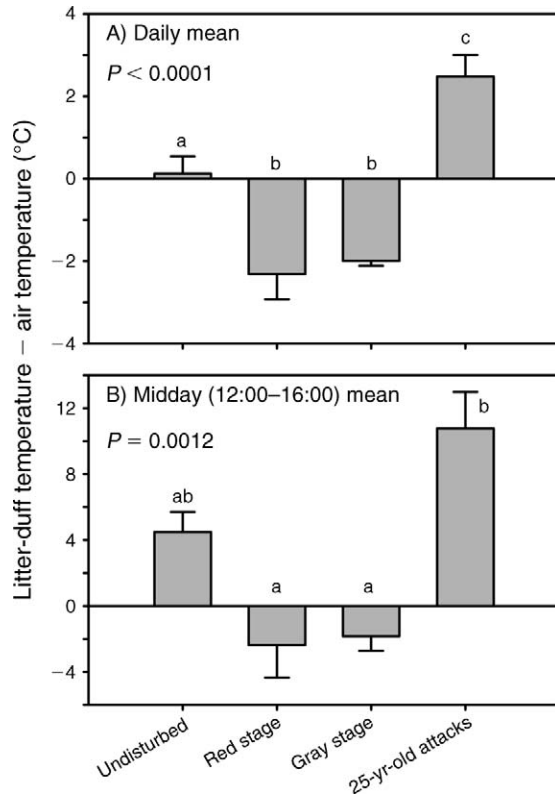 Litter-duff temperature – air temperature (°C)
A) Daily mean
P < 0.0001
4
2
0
−2
−4
a
b
b
c
B) Midday (12:00–16:00) mean
P = 0.0012
12
8
4
0
−4
ab
a
a
b
Undisturbed
Red stage
Gray stage
25-yr-old attacks